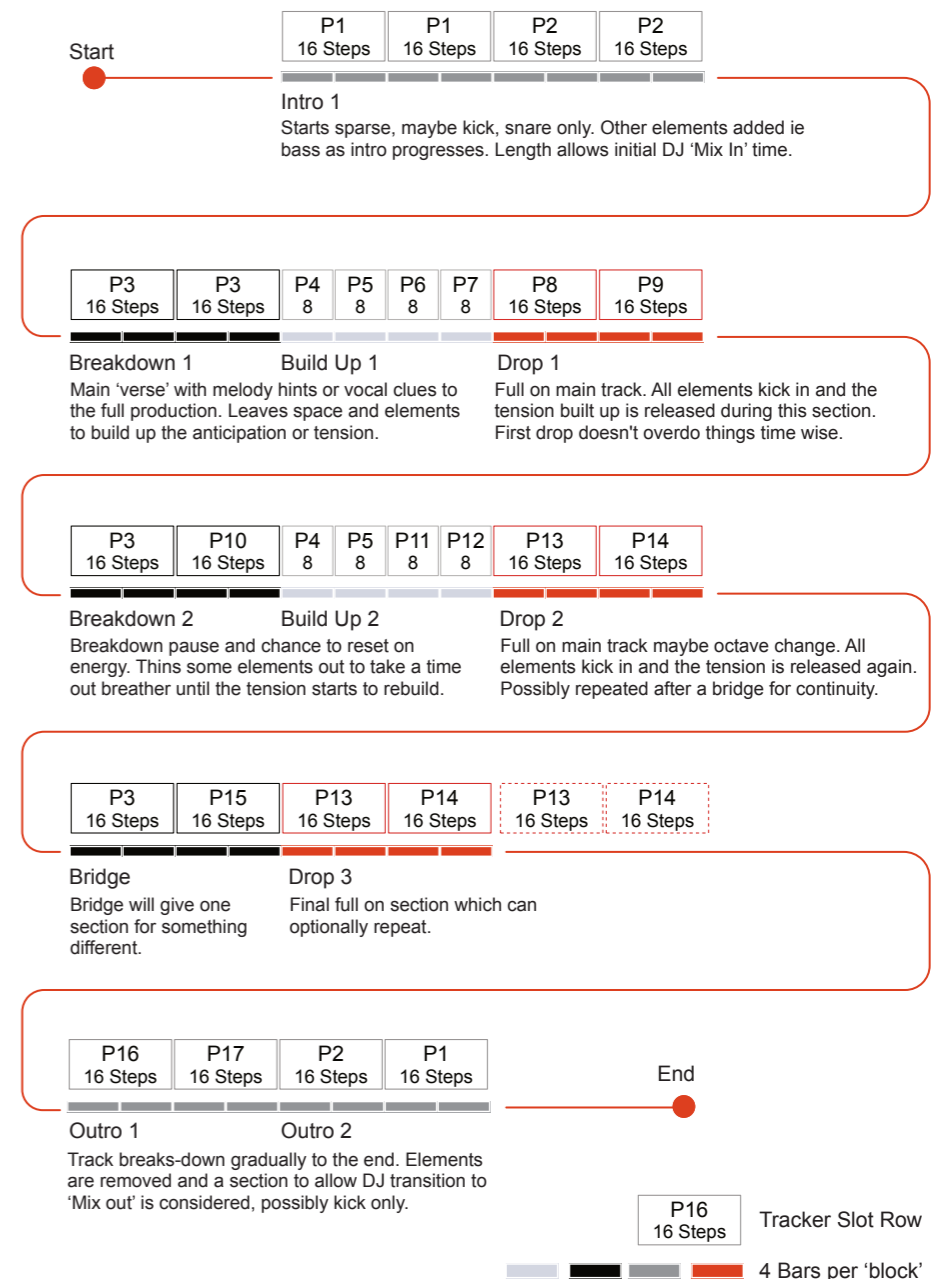 Start
P1 P1 P2 P2
16 Steps 16 Steps 16 Steps 16 Steps
Intro 1
Starts sparse, maybe kick, snare only. Other elements added ie
bass as intro progresses. Length allows initial DJ ‘Mix In’ time.
P3 P3 P4 P5 P6 P7 P8 P9
16 Steps 16 Steps 8 8 8 8 16 Steps 16 Steps
Breakdown 1
Main ‘verse’ with melody hints or vocal clues to
the full production. Leaves space and elements
to build up the anticipation or tension.
Build Up 1
Drop 1
Full on main track. All elements kick in and the
tension built up is released during this section.
First drop doesn't overdo things time wise.
P3 P10 P4 P5 P11 P12 P13 P14
16 Steps 16 Steps 8 8 8 8 16 Steps 16 Steps
Breakdown 2
Breakdown pause and chance to reset on
energy. Thins some elements out to take a time
out breather until the tension starts to rebuild.
Build Up 2
Drop 2
Full on main track maybe octave change. All
elements kick in and the tension is released again.
Possibly repeated after a bridge for continuity.
P3 P15 P13 P14 P13 P14
16 Steps 16 Steps 16 Steps 16 Steps 16 Steps 16 Steps
Bridge
Bridge will give one
section for something
different.
Drop 3
Final full on section which can
optionally repeat.
P16 P17 P2 P1
16 Steps 16 Steps 16 Steps 16 Steps
End
Outro 1
Outro 2
Track breaks-down gradually to the end. Elements
are removed and a section to allow DJ transition to
‘Mix out’ is considered, possibly kick only.
P16
16 Steps
Tracker Slot Row
4 Bars per ‘block’